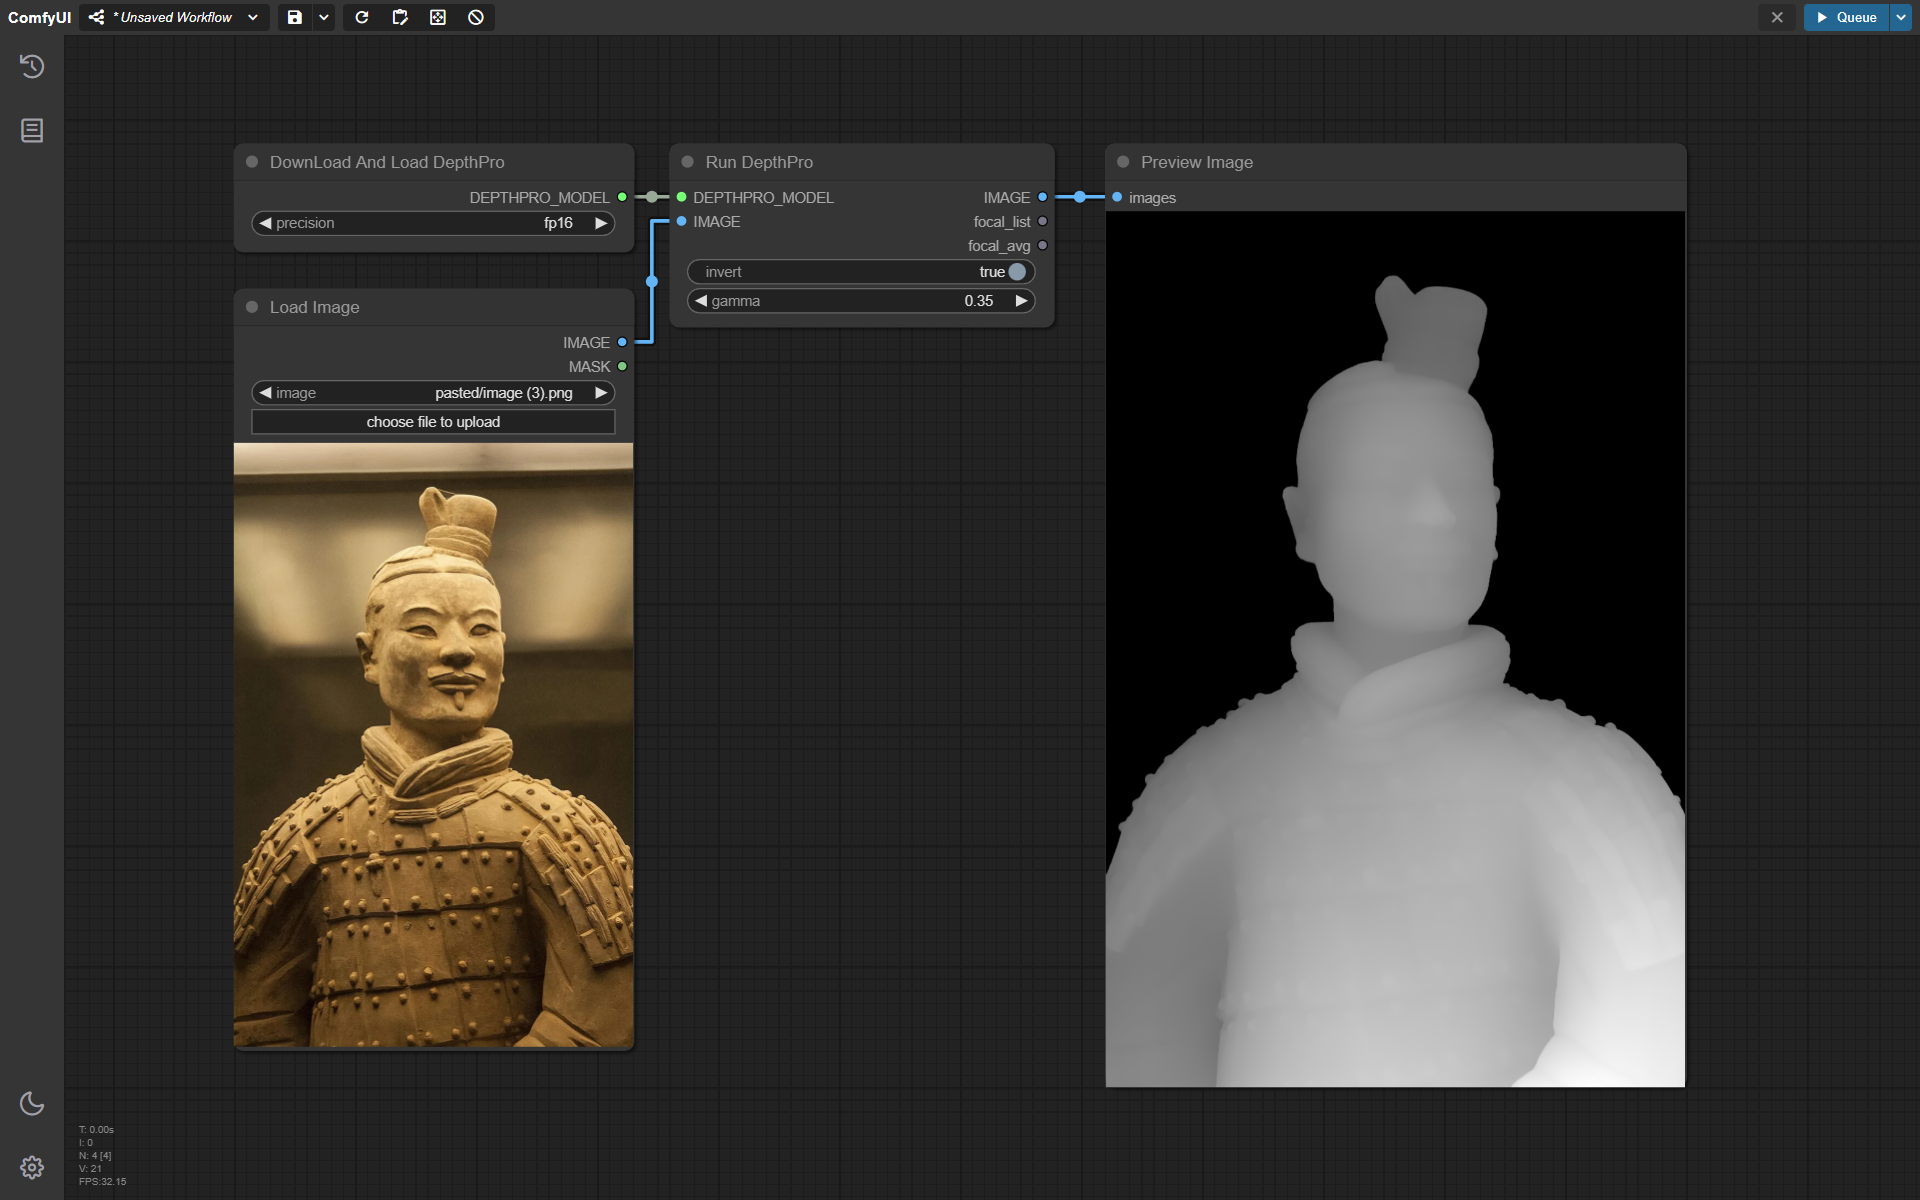 ComfyUI
* Unsaved Workflow
Queue
DownLoad And Load DepthPro
DEPTHPRO_MODEL
precision fp16
Load Image
IMAGE
MASK
image pasted/image (3).png
choose file to upload
Run DepthPro
DEPTHPRO_MODEL IMAGE
IMAGE focal_list
focal_avg
invert true
gamma 0.35
Preview Image
images
T: 0.00s
I: 0
N: 4 [4]
V: 21
FPS:32.15